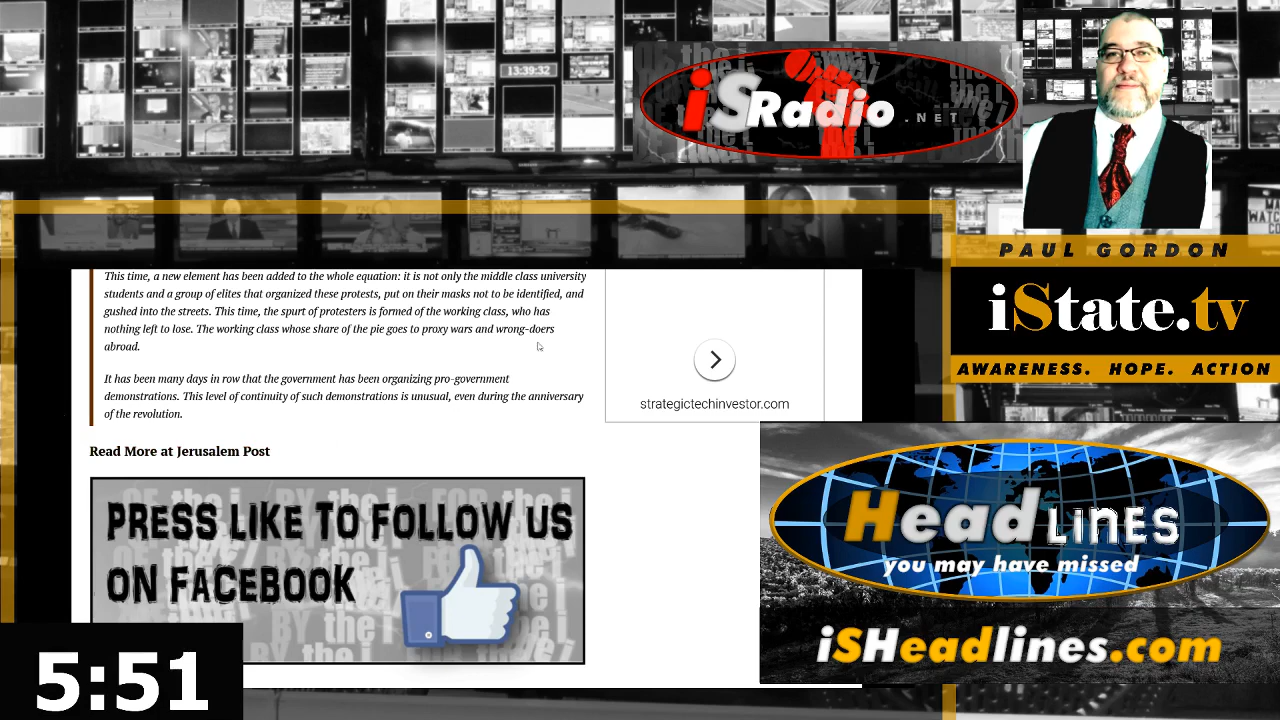 13:39:32
iSRadio
.NET
PAUL GORDON
iState.tv
AWARENESS. HOPE. ACTION
This time, a new element has been added to the whole equation: it is not only the middle class university
students and a group of elites that organized these protests, put on their masks not to be identified, and
gushed into the streets. This time, the spurt of protesters is formed of the working class, who has
nothing left to lose. The working class whose share of the pie goes to proxy wars and wrong-doers
abroad.
It has been many days in row that the government has been organizing pro-government
demonstrations. This level of continuity of such demonstrations is unusual, even during the anniversary
of the revolution.
strategictechinvestor.com
Read More at Jerusalem Post
PRESS LIKE TO FOLLOW US
ON FACEBOOK
HeadLINES
you may have missed
iSHeadlines.com
5:51